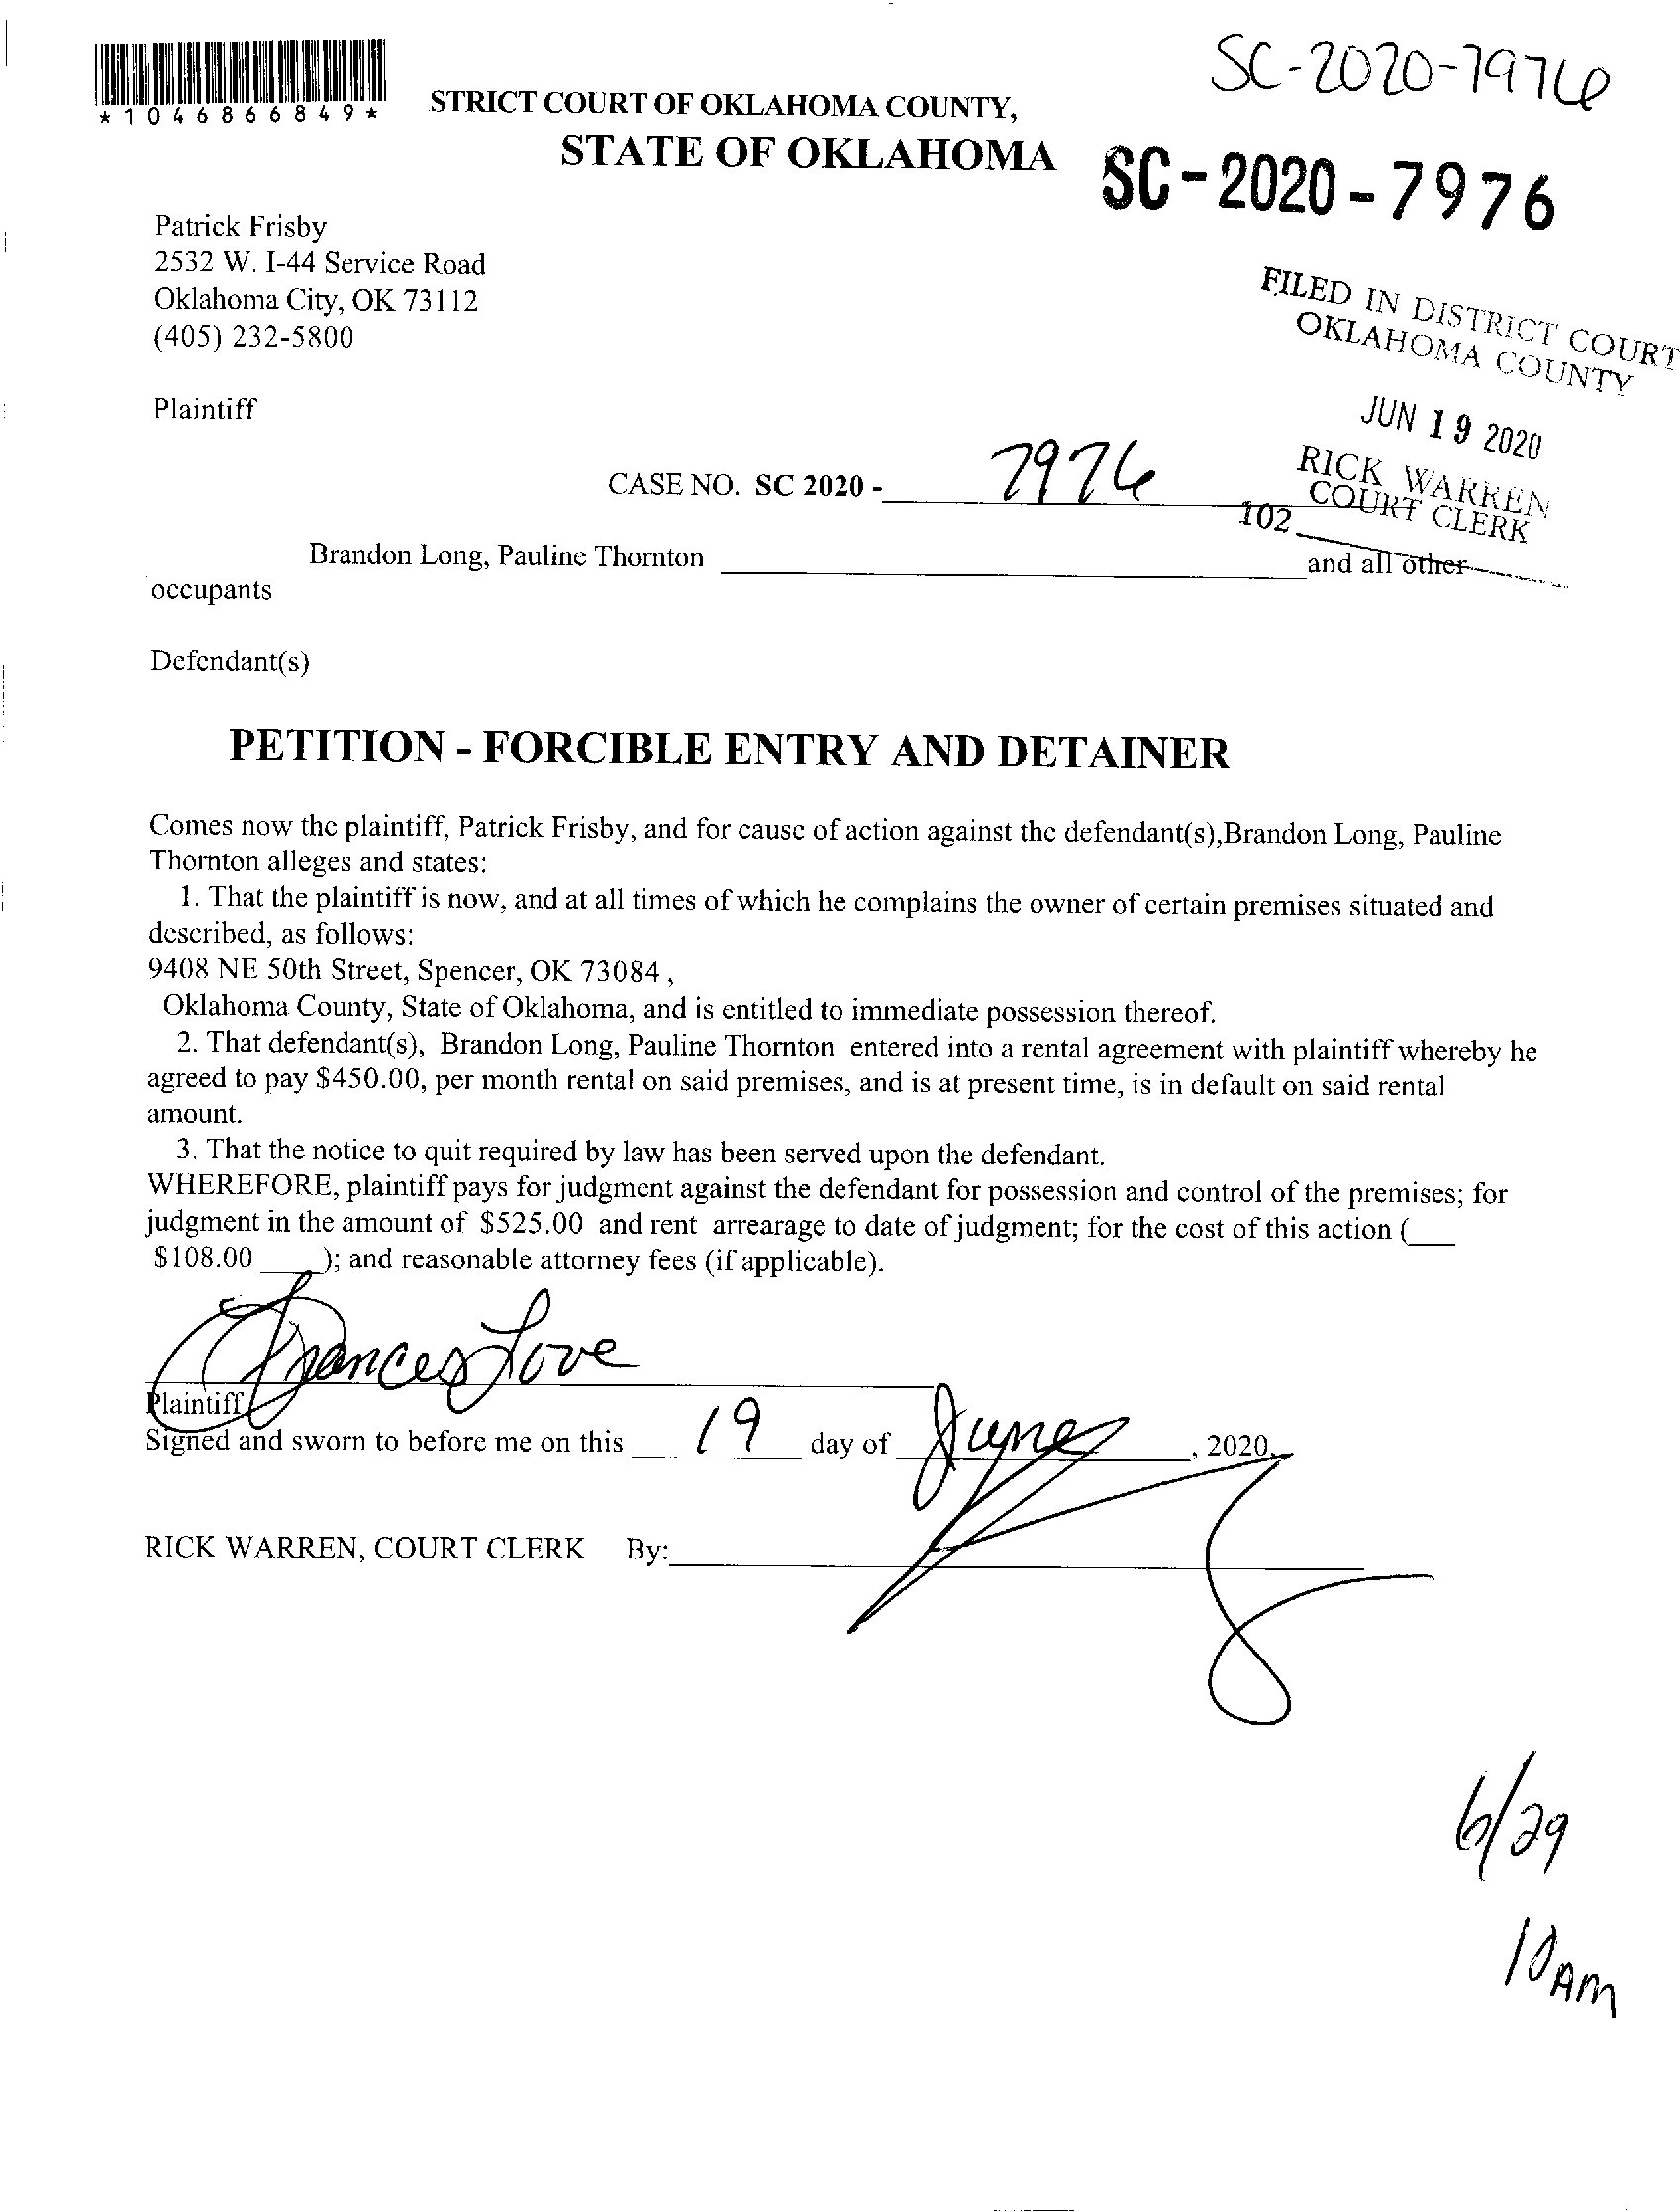 SC-2020-7976
*1046866849*
STRICT COURT OF OKLAHOMA COUNTY,
STATE OF OKLAHOMA
SC-2020-7976
Patrick Frisby
2532 W. I-44 Service Road
Oklahoma City, OK 73112
(405) 232-5800
FILED IN DISTRICT COURT
OKLAHOMA COUNTY
Plaintiff
JUN 19 2020
RICK WARREN
COURT CLERK
102
CASE NO. SC 2020 - 7976
Brandon Long, Pauline Thornton and all other
occupants
Defendant(s)
PETITION - FORCIBLE ENTRY AND DETAINER
Comes now the plaintiff, Patrick Frisby, and for cause of action against the defendant(s),Brandon Long, Pauline
Thornton alleges and states:
1. That the plaintiff is now, and at all times of which he complains the owner of certain premises situated and
described, as follows:
9408 NE 50th Street, Spencer, OK 73084 ,
Oklahoma County, State of Oklahoma, and is entitled to immediate possession thereof.
2. That defendant(s), Brandon Long, Pauline Thornton entered into a rental agreement with plaintiff whereby he
agreed to pay $450.00, per month rental on said premises, and is at present time, is in default on said rental
amount.
3. That the notice to quit required by law has been served upon the defendant.
WHEREFORE, plaintiff pays for judgment against the defendant for possession and control of the premises; for
judgment in the amount of $525.00 and rent arrearage to date of judgment; for the cost of this action (___
$108.00 ____); and reasonable attorney fees (if applicable).
Frances Love
Plaintiff
Signed and sworn to before me on this 19 day of June, 2020.
RICK WARREN, COURT CLERK By:
6/29
10 AM